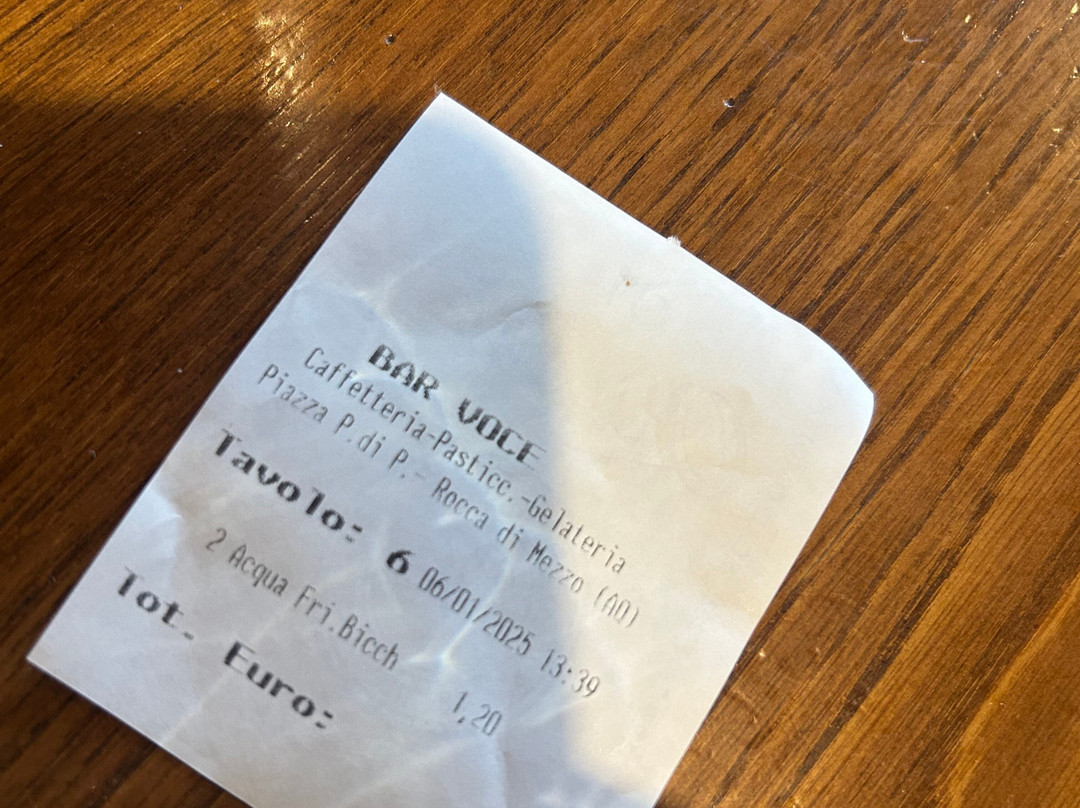 BAR VOCE
Caffetteria-Pasticc.-Gelateria
Piazza P.di P.- Rocca di Mezzo (AQ)
Tavolo: 6 06/01/2025 13:39
2 Acqua Fri.Bicch 1,20
Tot. Euro: